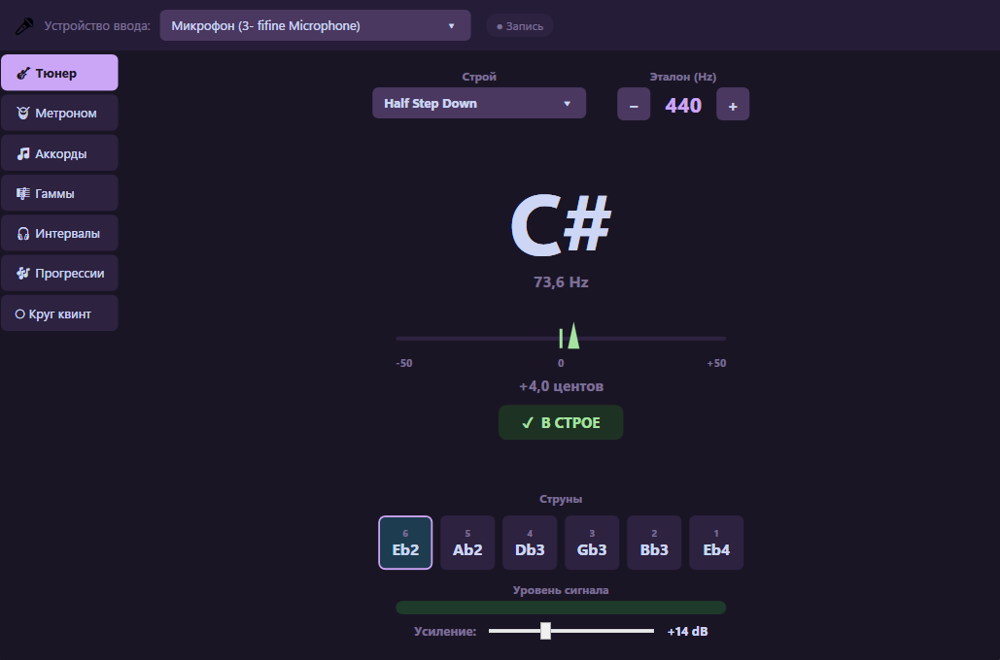 Устройство ввода: Микрофон (3- fifine Microphone) Запись
Тюнер
Метроном
Аккорды
Гаммы
Интервалы
Прогрессии
Круг квинт
Строй
Half Step Down
Эталон (Hz)
− 440 +
C#
73,6 Hz
-50 0 +50
+4,0 центов
✓ В СТРОЕ
Струны
6 5 4 3 2 1
Eb2 Ab2 Db3 Gb3 Bb3 Eb4
Уровень сигнала
Усиление: +14 dB